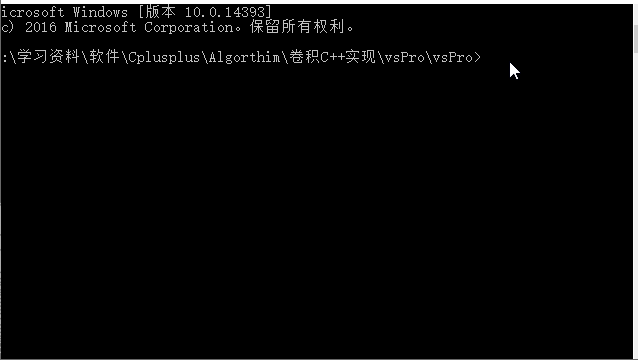 icrosoft Windows [版本 10.0.14393]
c) 2016 Microsoft Corporation。保留所有权利。
:\学习资料\软件\Cplusplus\Algorthim\卷积C++实现\vsPro\vsPro>